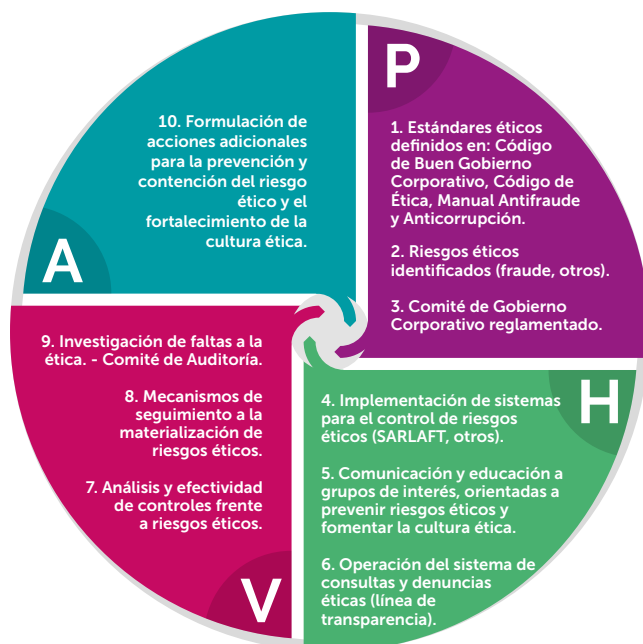 P
1. Estándares éticos
definidos en: Código
de Buen Gobierno
Corporativo, Código de
Ética, Manual Antifraude
y Anticorrupción.
2. Riesgos éticos
identificados (fraude, otros).
3. Comité de Gobierno
Corporativo reglamentado.
H
4. Implementación de sistemas
para el control de riesgos
éticos (SARLAFT, otros).
5. Comunicación y educación a
grupos de interés, orientadas a
prevenir riesgos éticos y
fomentar la cultura ética.
6. Operación del sistema de
consultas y denuncias
éticas (línea de
transparencia).
9. Investigación de faltas a la
ética. - Comité de Auditoría.
8. Mecanismos de
seguimiento a la
materialización de
riesgos éticos.
7. Análisis y efectividad
de controles frente
a riesgos éticos.
V
10. Formulación de
acciones adicionales
para la prevención y
contención del riesgo
ético y el
fortalecimiento de la
cultura ética.
A